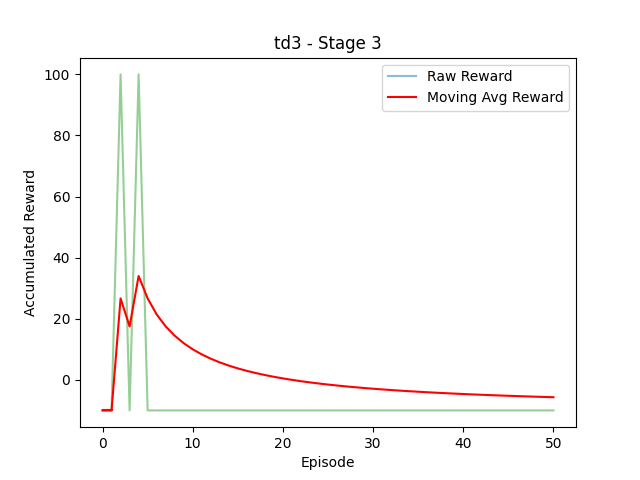 td3 - Stage 3
Raw Reward
Moving Avg Reward
Accumulated Reward
100
80
60
40
20
0
0 10 20 30 40 50
Episode